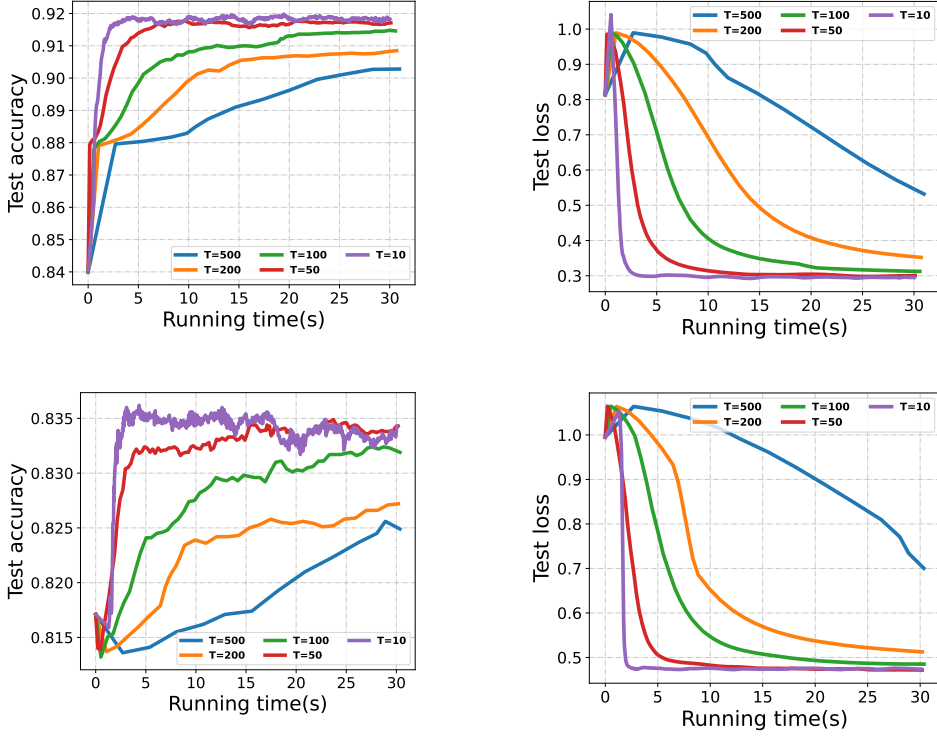 0.92
0.91
0.90
0.89
0.88
0.86
0.85
0.84
Test accuracy
T=500 T=100 T=10
T=200 T=50
0 5 10 15 20 25 30
Running time(s)
1.0
0.9
0.8
0.7
0.6
0.5
0.4
0.3
Test loss
T=500 T=100 T=10
T=200 T=50
0 5 10 15 20 25 30
Running time(s)
0.835
0.833
0.830
0.825
0.820
0.815
Test accuracy
T=500 T=100 T=10
T=200 T=50
0 5 10 15 20 25 30
Running time(s)
1.0
0.9
0.8
0.7
0.6
0.5
Test loss
T=500 T=100 T=10
T=200 T=50
0 5 10 15 20 25 30
Running time(s)